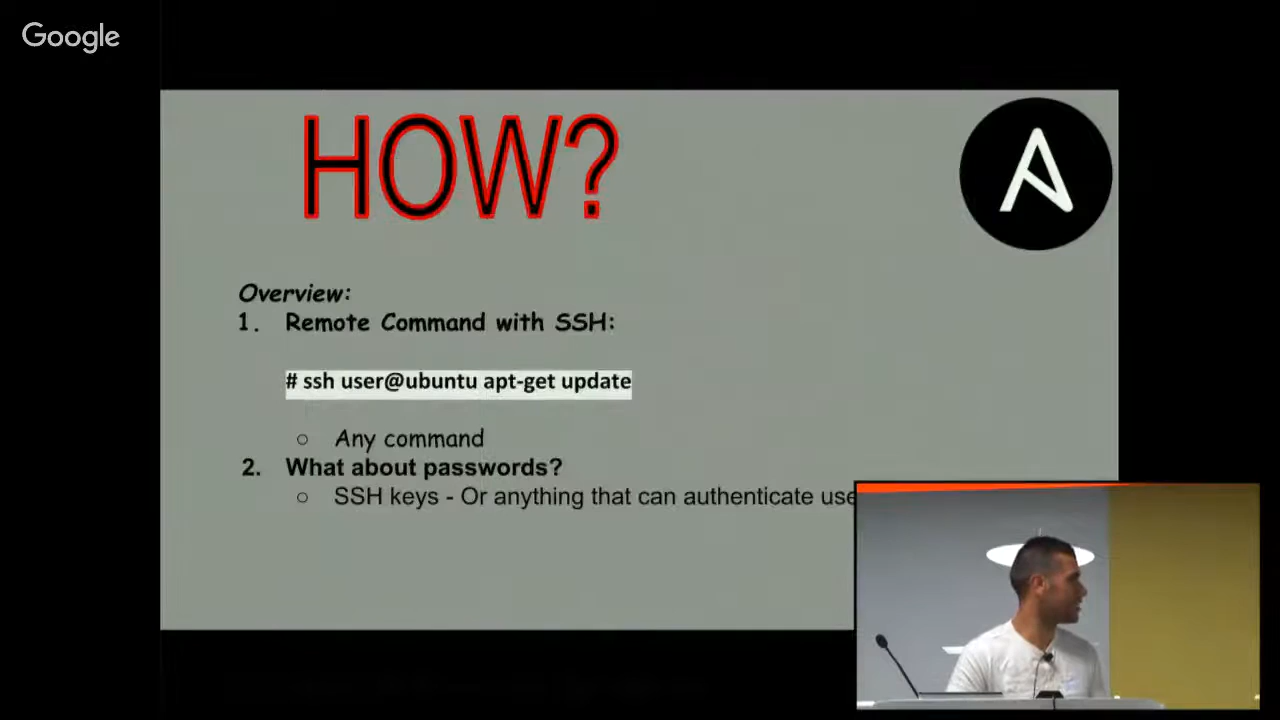 Google
HOW?
Overview:
1. Remote Command with SSH:
# ssh user@ubuntu apt-get update
○ Any command
2. What about passwords?
○ SSH keys - Or anything that can authenticate use